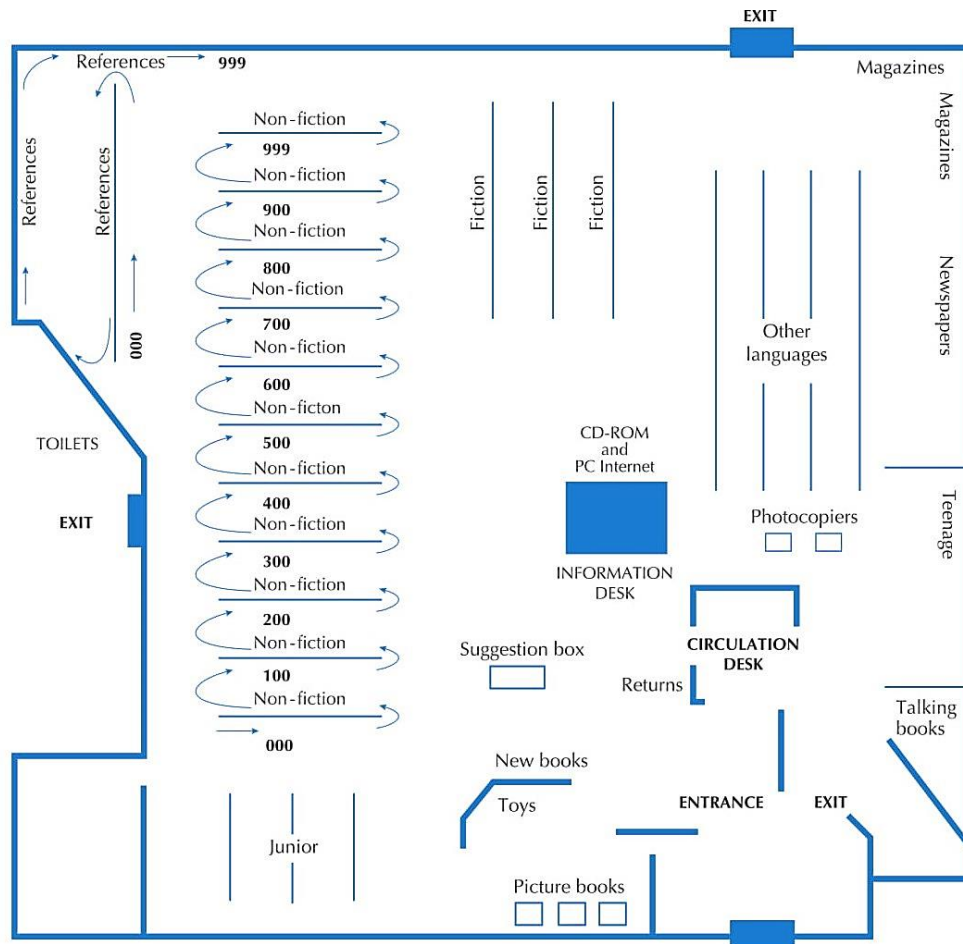 EXIT
References
999
Magazines
References
References
000
Non-fiction
999
Non-fiction
900
Non-fiction
800
Non-fiction
700
Non-fiction
600
Non-ficton
500
Non-fiction
400
Non-fiction
300
Non-fiction
200
Non-fiction
100
Non-fiction
000
Fiction
Fiction
Fiction
Magazines
Newspapers
Other
languages
TOILETS
EXIT
CD-ROM
and
PC Internet
INFORMATION
DESK
Photocopiers
Teenage
Suggestion box
CIRCULATION
DESK
Returns
Talking
books
New books
Toys
ENTRANCE
EXIT
Junior
Picture books